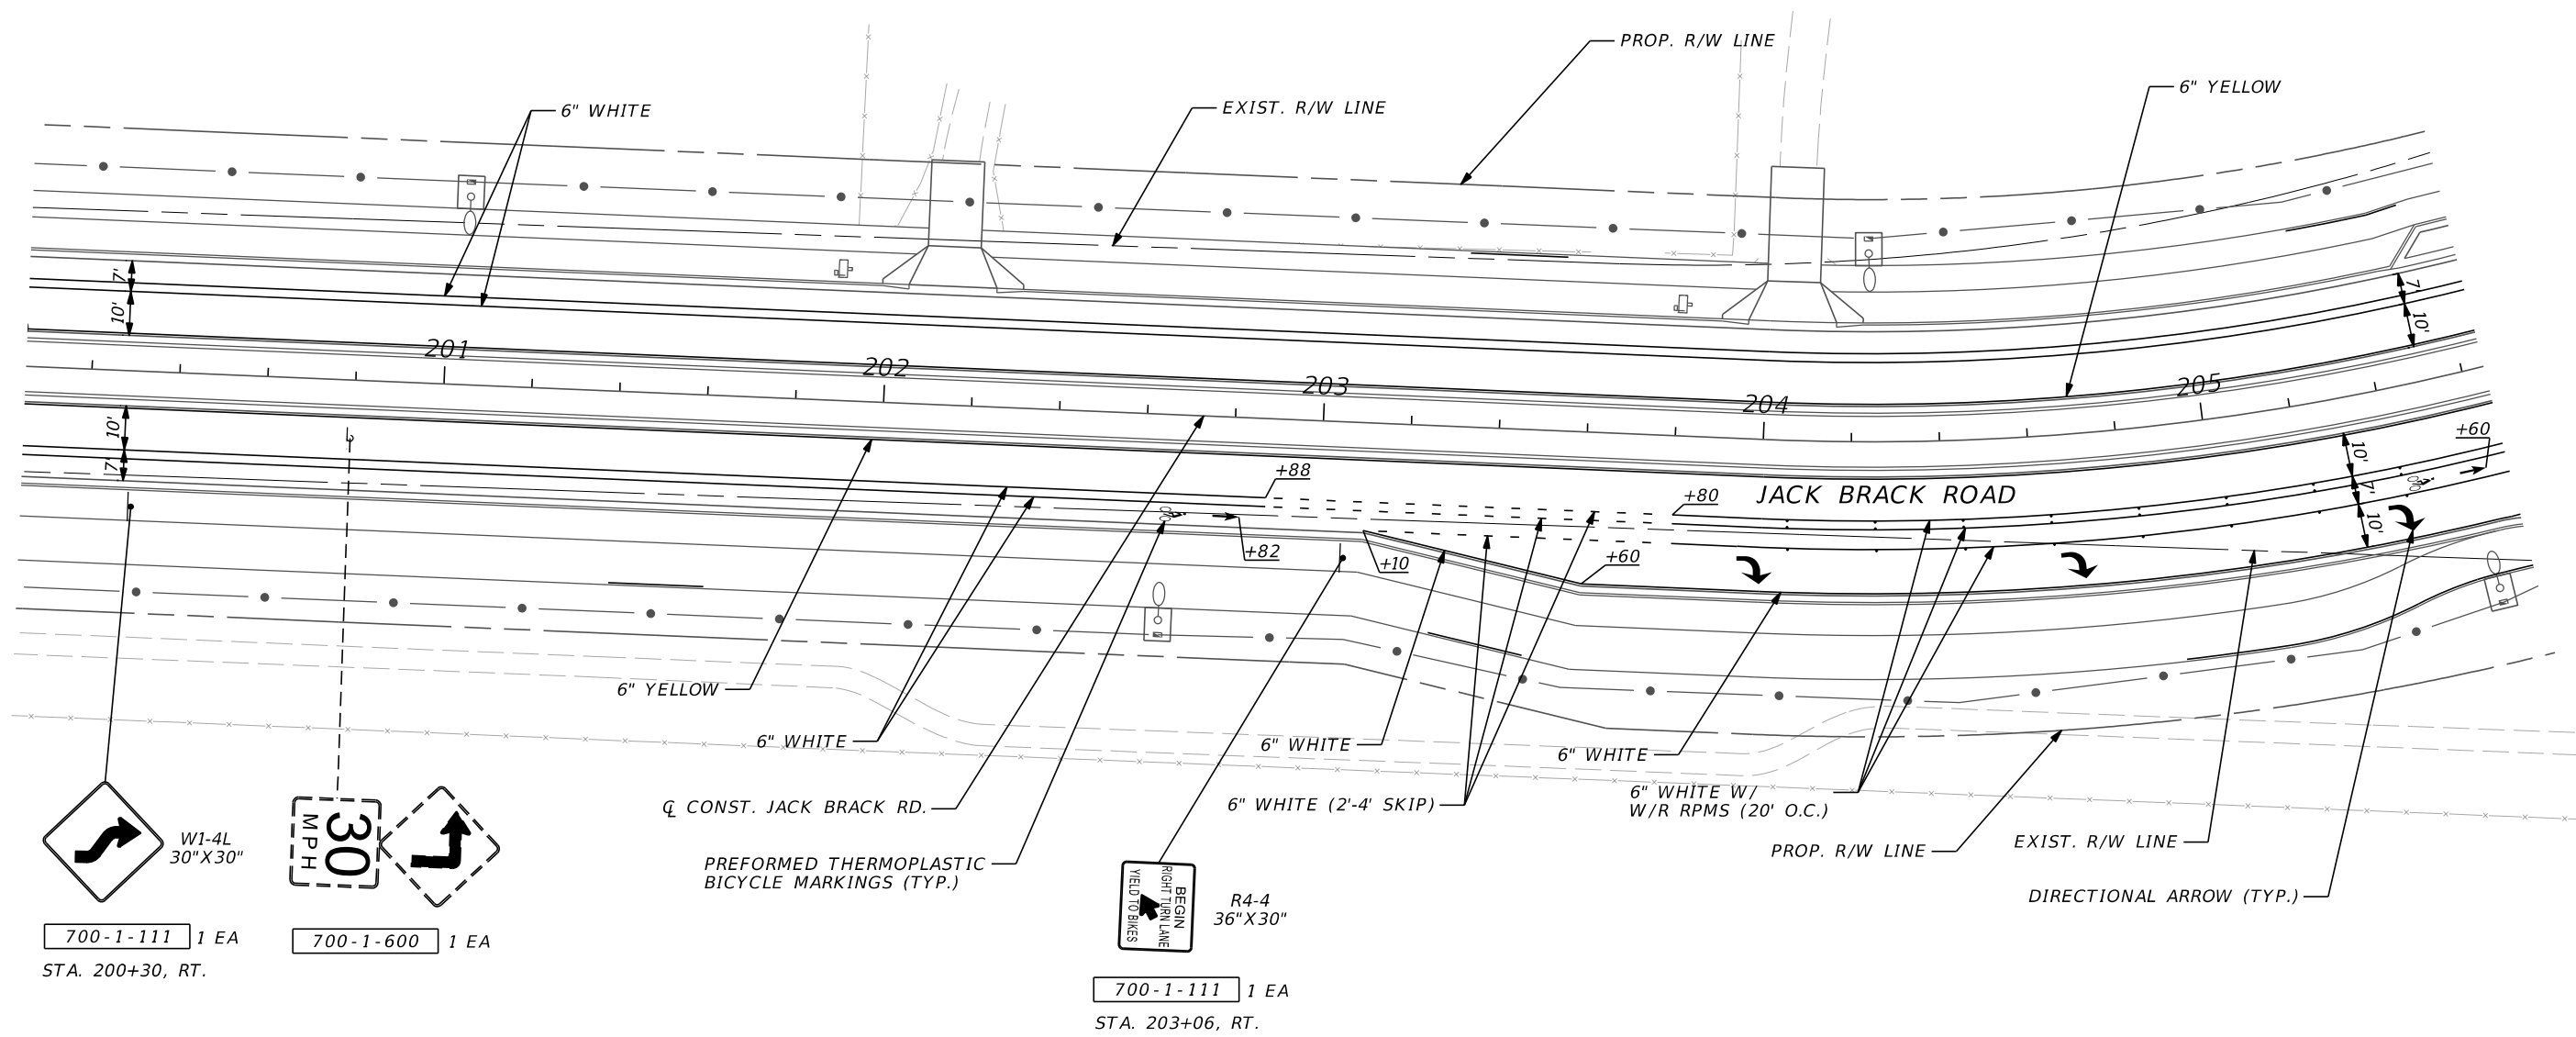 PROP. R/W LINE
6" YELLOW
6" WHITE
EXIST. R/W LINE
7'
10'
7'
10'
201
202
203
204
205
10'
7'
+88
+80
JACK BRACK ROAD
10'
7'
10'
+60
+82
+10
+60
6" YELLOW
6" WHITE
6" WHITE
6" WHITE
℄ CONST. JACK BRACK RD.
6" WHITE (2'-4' SKIP)
6" WHITE W/
W/R RPMS (20' O.C.)
PROP. R/W LINE
EXIST. R/W LINE
PREFORMED THERMOPLASTIC
BICYCLE MARKINGS (TYP.)
DIRECTIONAL ARROW (TYP.)
W1-4L
30"X30"
30
MPH
BEGIN
RIGHT TURN LANE
YIELD TO BIKES
R4-4
36"X30"
700-1-111 1 EA
STA. 200+30, RT.
700-1-600 1 EA
700-1-111 1 EA
STA. 203+06, RT.